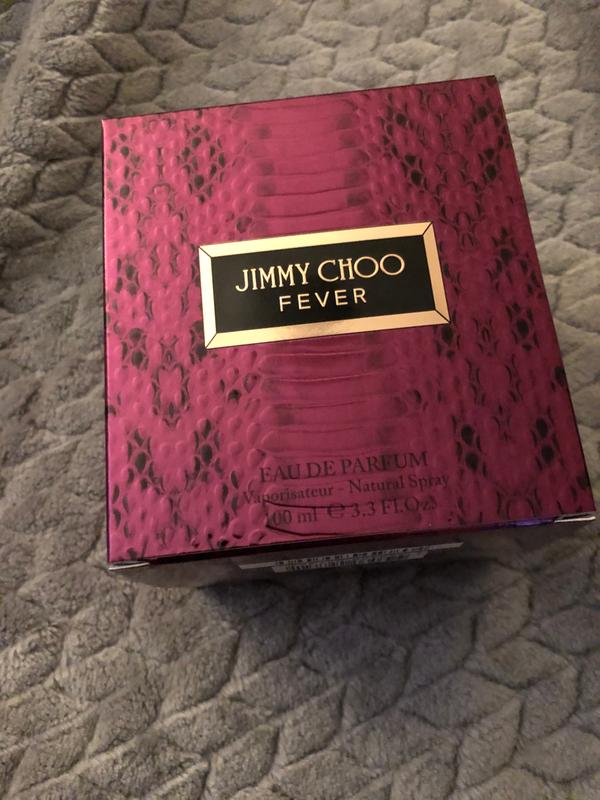 JIMMY CHOO
FEVER
EAU DE PARFUM
Vaporisateur - Natural Spray
100 ml ℮ 3.3 Fl.Oz.